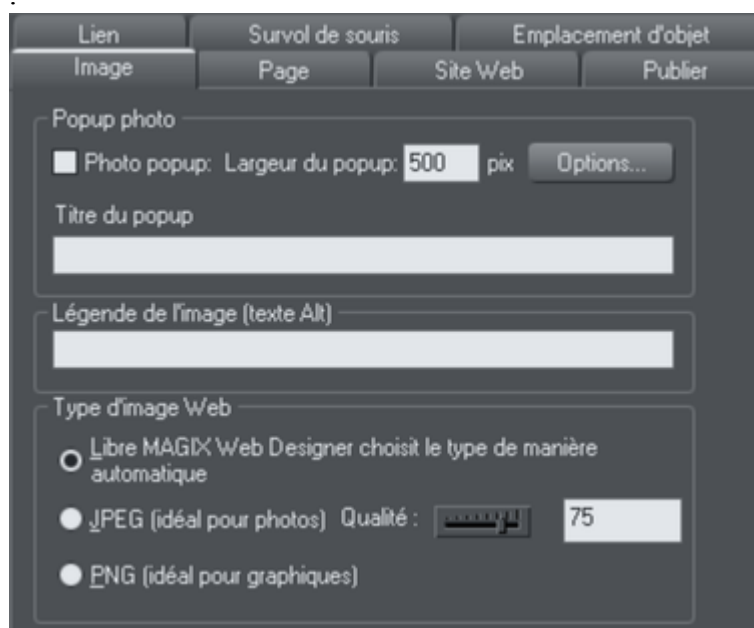 Lien Survol de souris Emplacement d'objet
Image Page Site Web Publier
Popup photo
Photo popup: Largeur du popup: 500 pix Options...
Titre du popup
Légende de l'image (texte Alt)
Type d'image Web
Libre MAGIX Web Designer choisit le type de manière
automatique
JPEG (idéal pour photos) Qualité : 75
PNG (idéal pour graphiques)